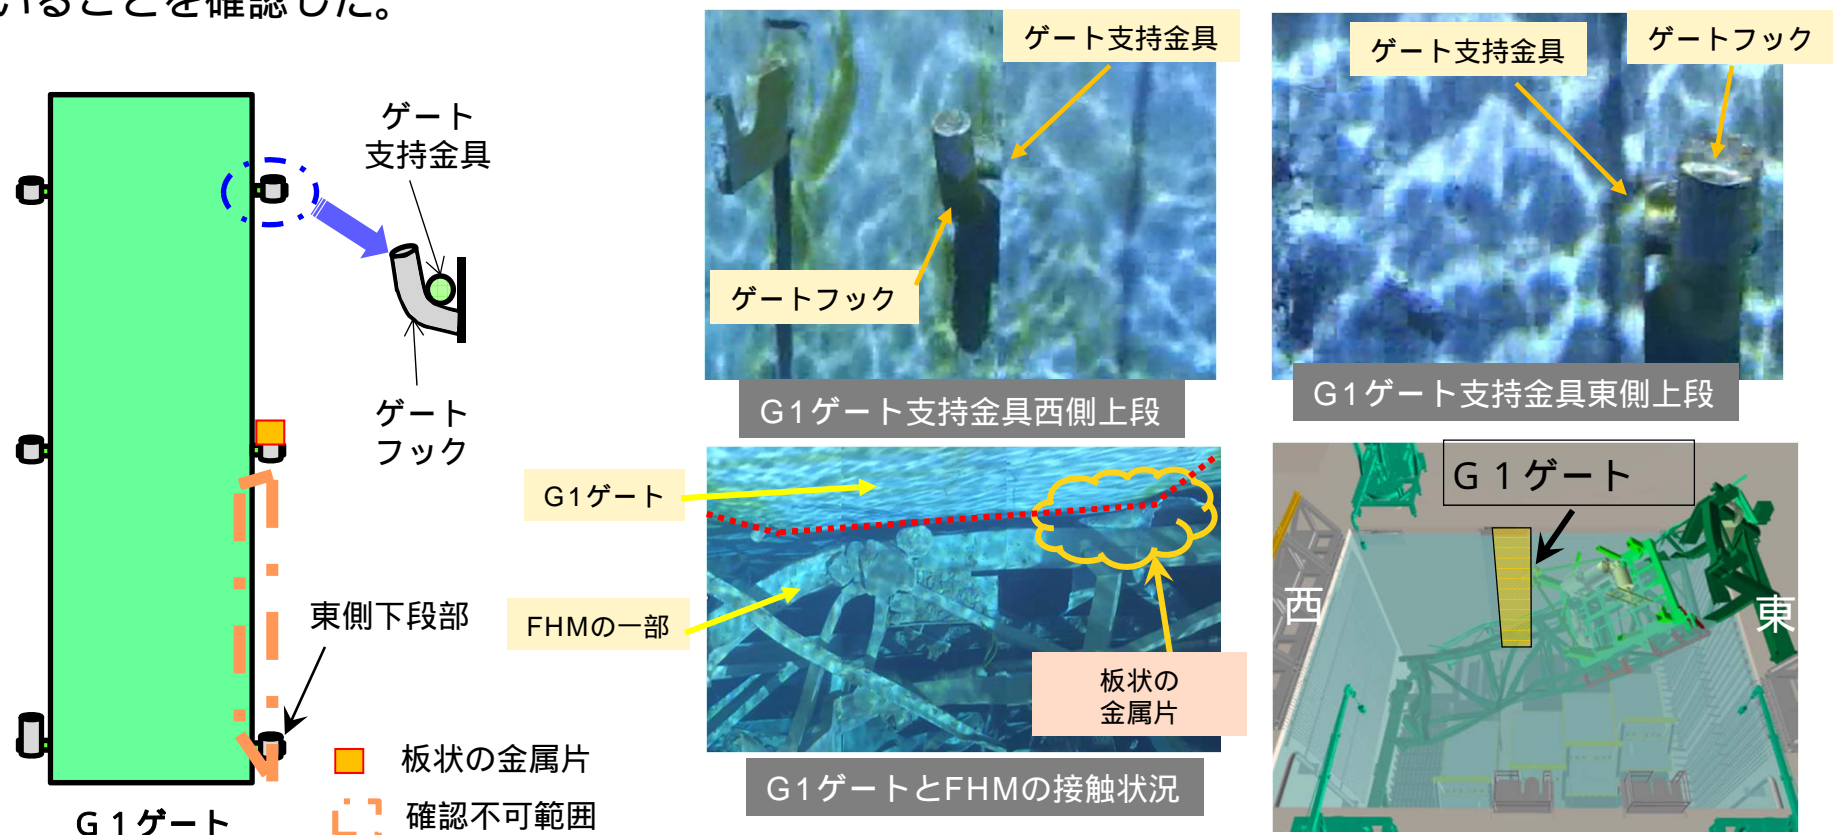 いることを確認した。
ゲート
支持金具
ゲート
フック
東側下段部
板状の金属片
確認不可範囲
G1ゲート
ゲート支持金具
ゲートフック
G1ゲート支持金具西側上段
ゲート支持金具
ゲートフック
G1ゲート支持金具東側上段
G1ゲート
FHMの一部
板状の
金属片
G1ゲートとFHMの接触状況
G1ゲート
西
東